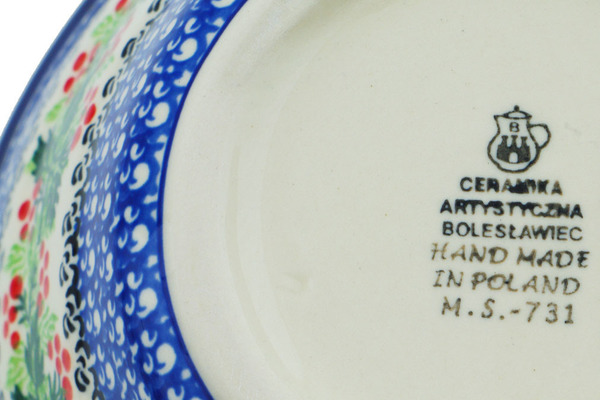 B
CERAMIKA
ARTYSTYCZNA
BOLESŁAWIEC
HAND MADE
IN POLAND
M.S.-731